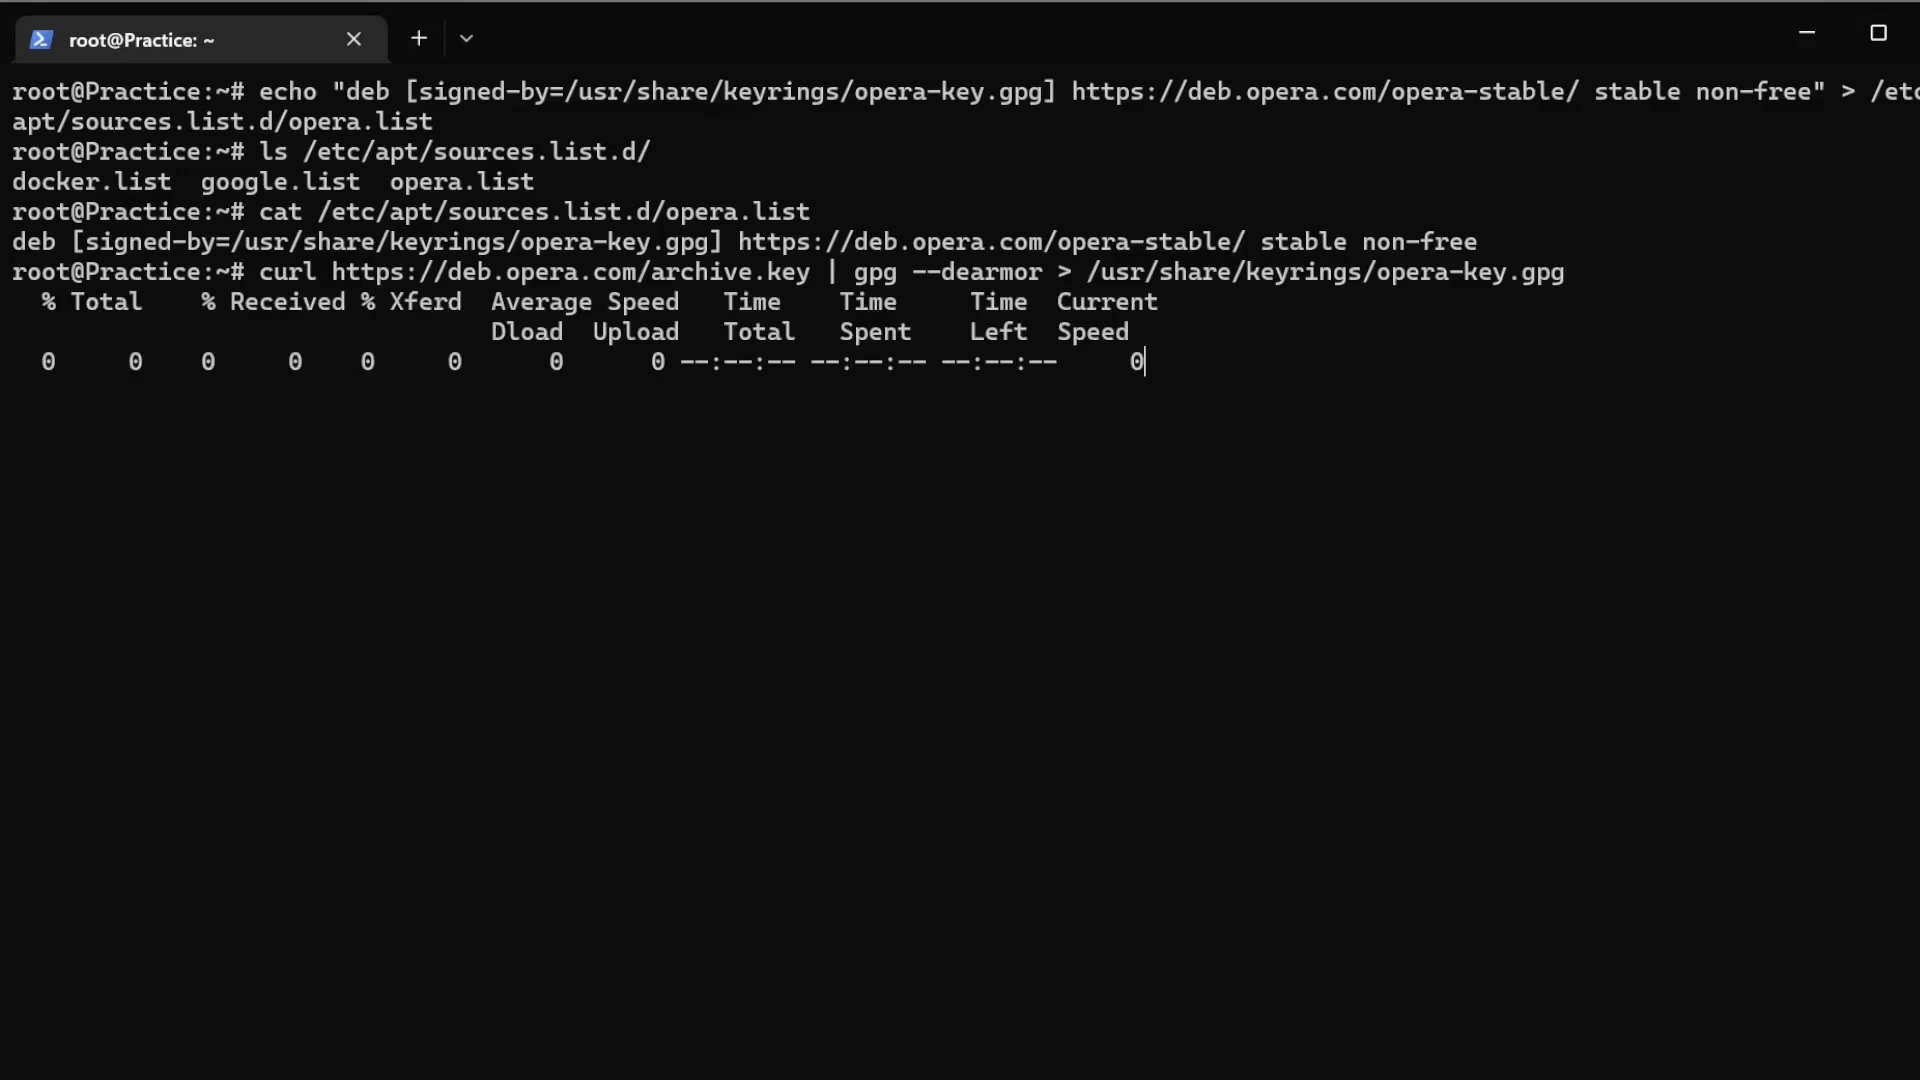 root@Practice: ~
root@Practice:~# echo "deb [signed-by=/usr/share/keyrings/opera-key.gpg] https://deb.opera.com/opera-stable/ stable non-free" > /etc
apt/sources.list.d/opera.list
root@Practice:~# ls /etc/apt/sources.list.d/
docker.list  google.list  opera.list
root@Practice:~# cat /etc/apt/sources.list.d/opera.list
deb [signed-by=/usr/share/keyrings/opera-key.gpg] https://deb.opera.com/opera-stable/ stable non-free
root@Practice:~# curl https://deb.opera.com/archive.key | gpg --dearmor > /usr/share/keyrings/opera-key.gpg
  % Total    % Received % Xferd  Average Speed   Time    Time     Time  Current
                                 Dload  Upload   Total   Spent    Left  Speed
  0     0    0     0    0     0      0      0 --:--:-- --:--:-- --:--:--     0